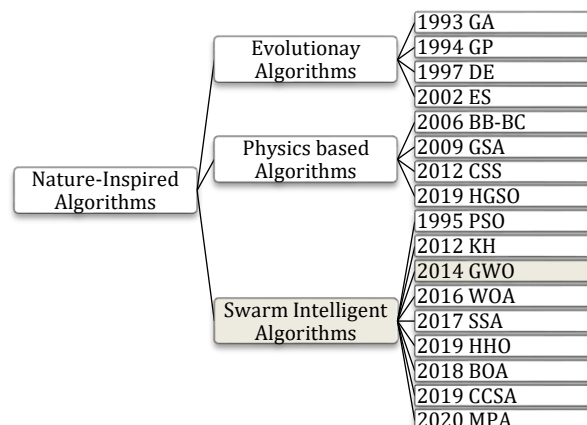 Nature-Inspired
Algorithms
Evolutionay
Algorithms
1993 GA
1994 GP
1997 DE
2002 ES
Physics based
Algorithms
2006 BB-BC
2009 GSA
2012 CSS
2019 HGSO
Swarm Intelligent
Algorithms
1995 PSO
2012 KH
2014 GWO
2016 WOA
2017 SSA
2019 HHO
2018 BOA
2019 CCSA
2020 MPA